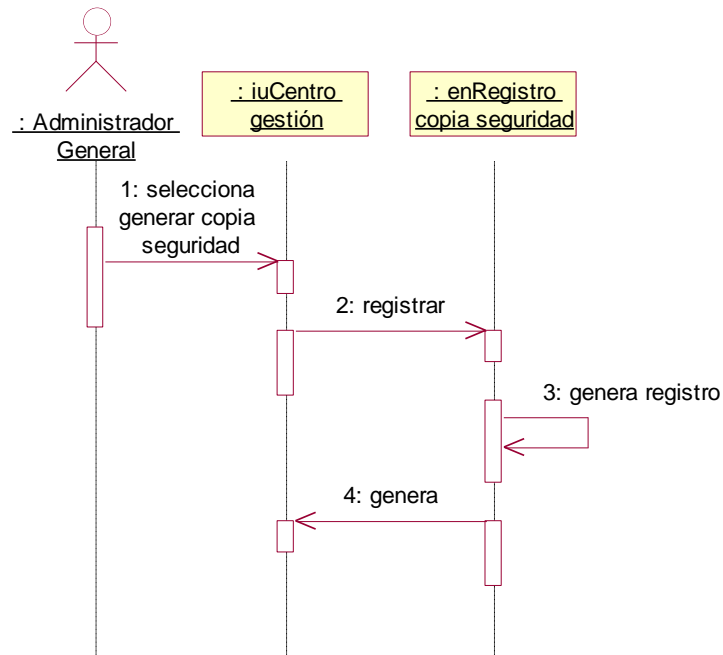 : Administrador
General
: iuCentro
gestión
: enRegistro
copia seguridad
1: selecciona
generar copia
seguridad
2: registrar
3: genera registro
4: genera